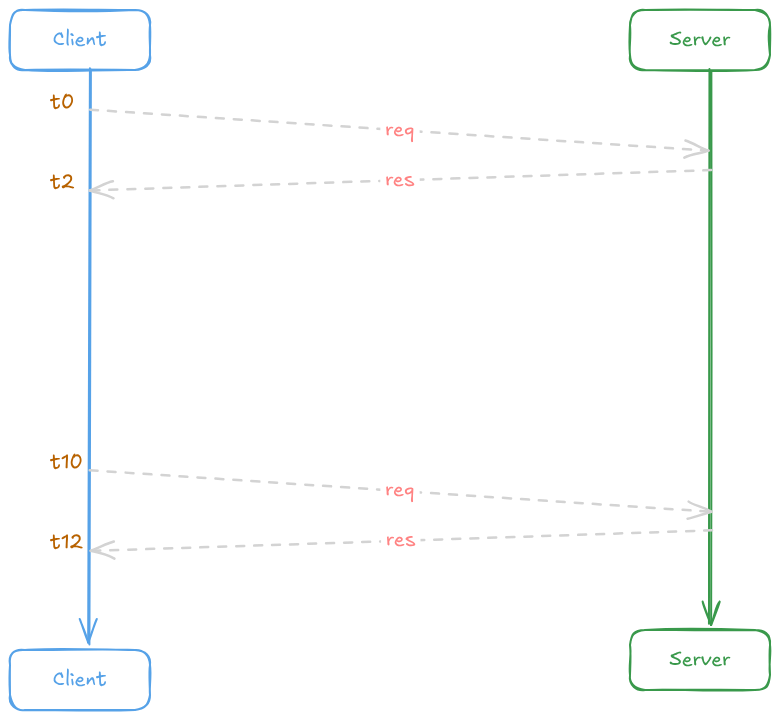 Client
Server
t0
req
t2
res
t10
req
t12
res
Client
Server